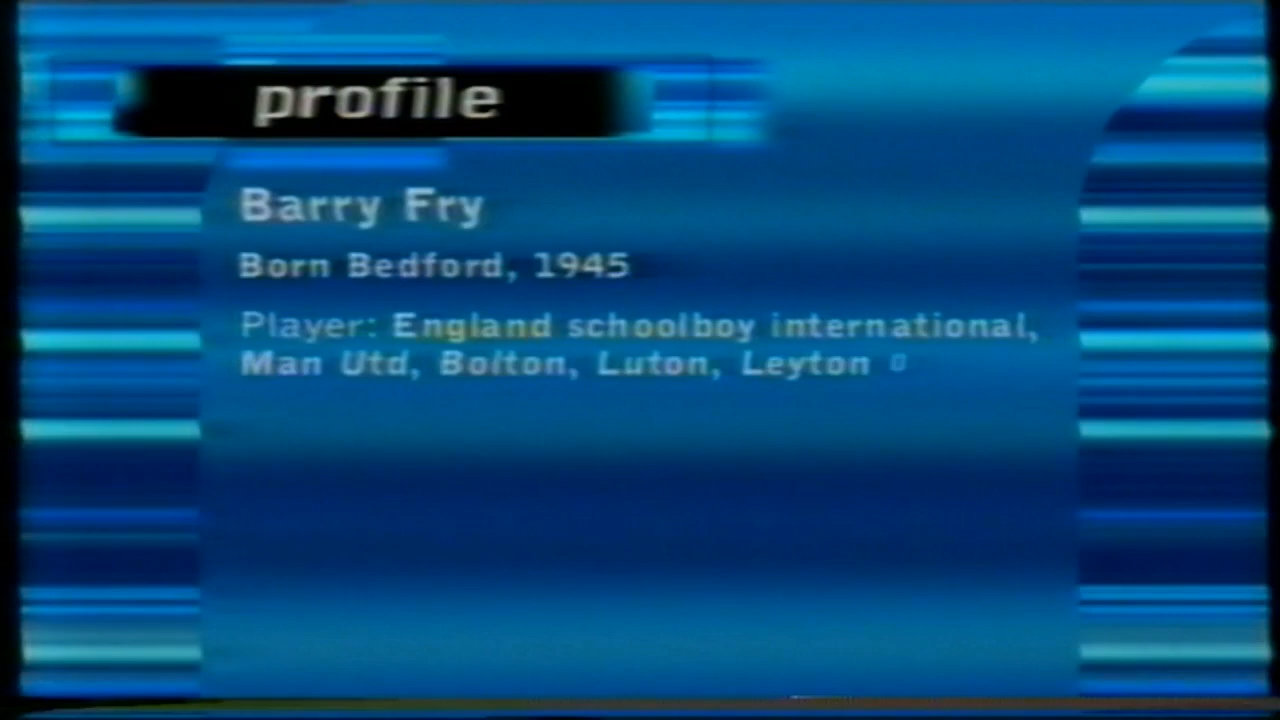 profile
Barry Fry
Born Bedford, 1945
Player: England schoolboy international,
Man Utd, Bolton, Luton, Leyton